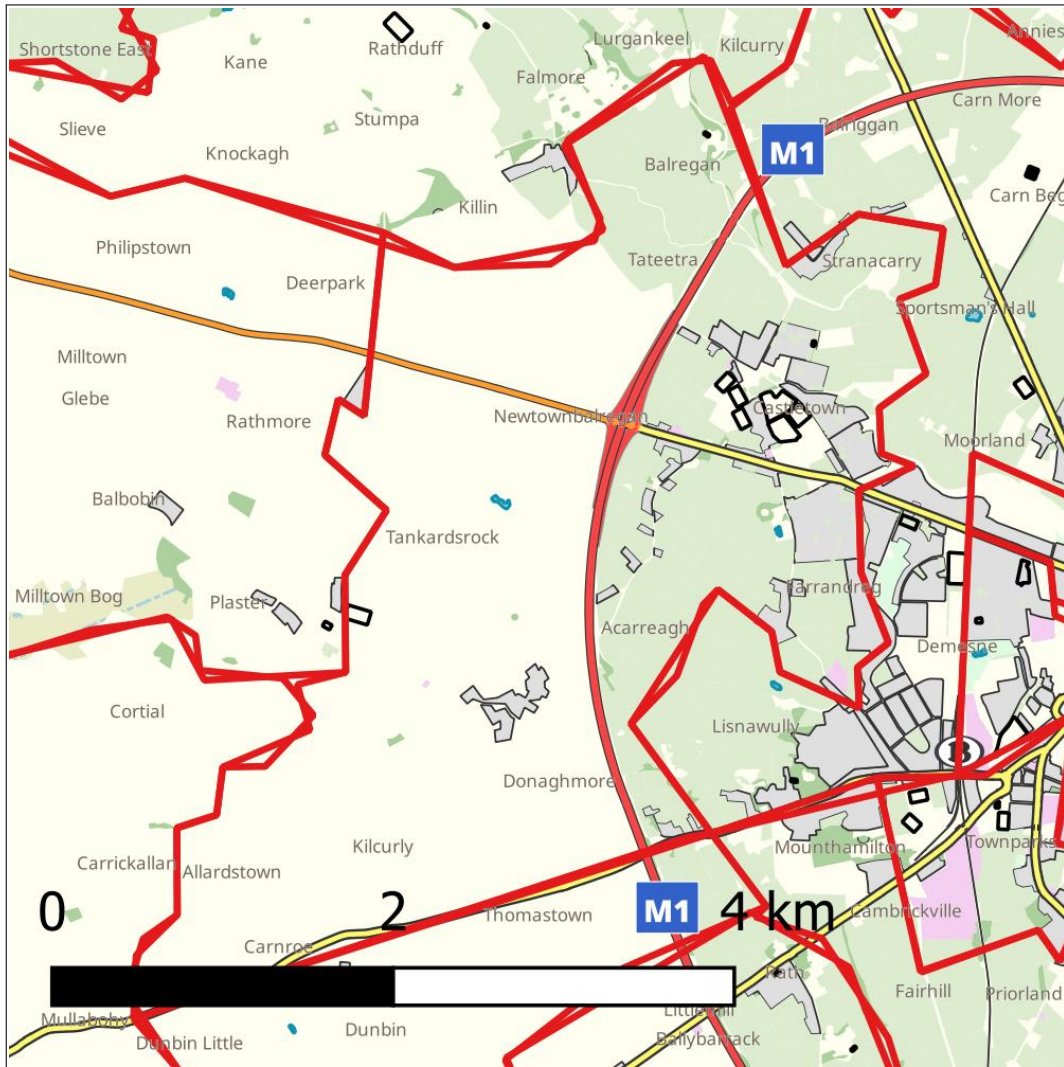 Annies
Lurgankeel
Kilcurry
Shortstone East
Rathduff
Kane
Falmore
Carn More
Stumpa
Balriggan
Slieve
M1
Knockagh
Balregan
Carn Beg
Killin
Philipstown
Tateetra
Stranacarry
Deerpark
Sportsman's Hall
Milltown
Glebe
Castletown
Newtownbalregan
Rathmore
Moorland
Balbobin
Tankardsrock
Farrandreg
Milltown Bog
Plaster
Acarreagh
Demesne
Cortial
Lisnawully
Donaghmore
Kilcurly
Mounthamilton
Townparks
Carrickallan
Allardstown
0 2 4 km
M1
Thomastown
Cambrickville
Carnroe
Rath
Fairhill
Priorland
Littlemill
Mullabohy
Dunbin
Dunbin Little
Ballybarrack